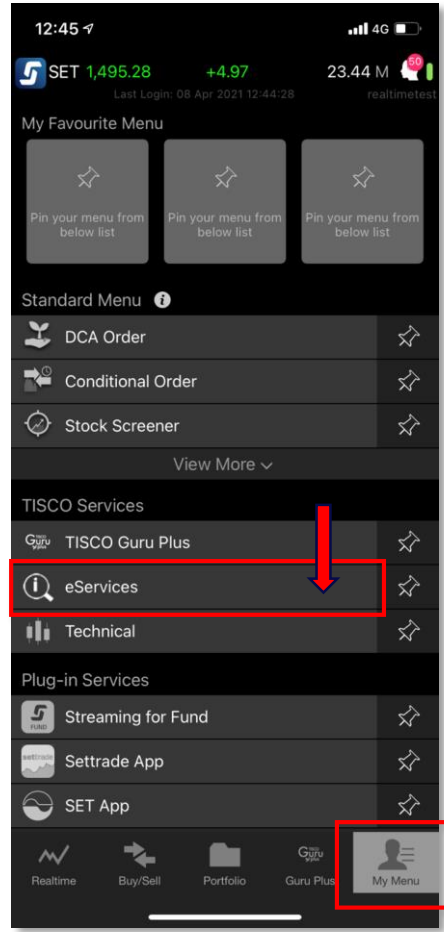 12:45
4G
SET 1,495.28 +4.97 23.44 M 50
Last Login: 08 Apr 2021 12:44:28 realtimetest
My Favourite Menu
Pin your menu from
below list
Pin your menu from
below list
Pin your menu from
below list
Standard Menu
DCA Order
Conditional Order
Stock Screener
View More
TISCO Services
TISCO Guru Plus
eServices
Technical
Plug-in Services
FUND
Streaming for Fund
settrade
Settrade App
SET App
Realtime
Buy/Sell
Portfolio
Guru Plus
My Menu